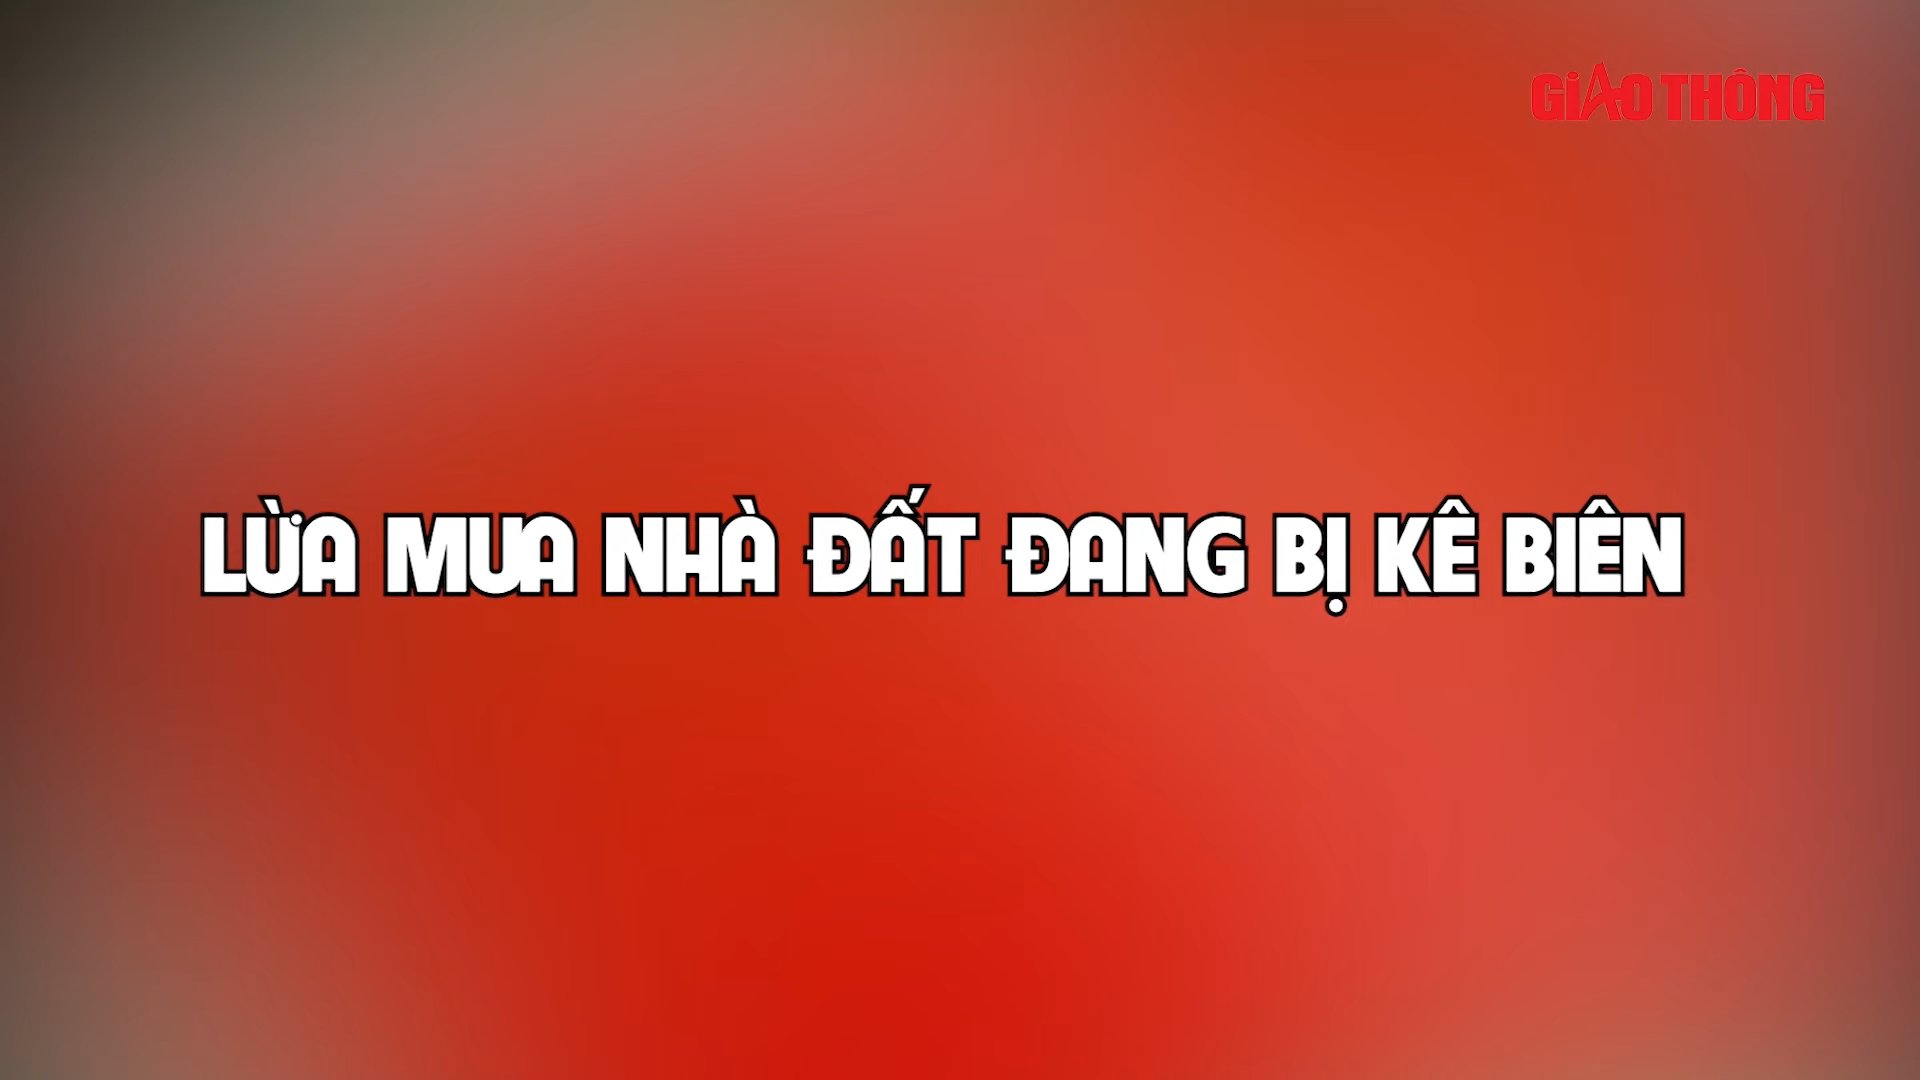 GIAO THÔNG
LỪA MUA NHÀ ĐẤT ĐANG BỊ KÊ BIÊN